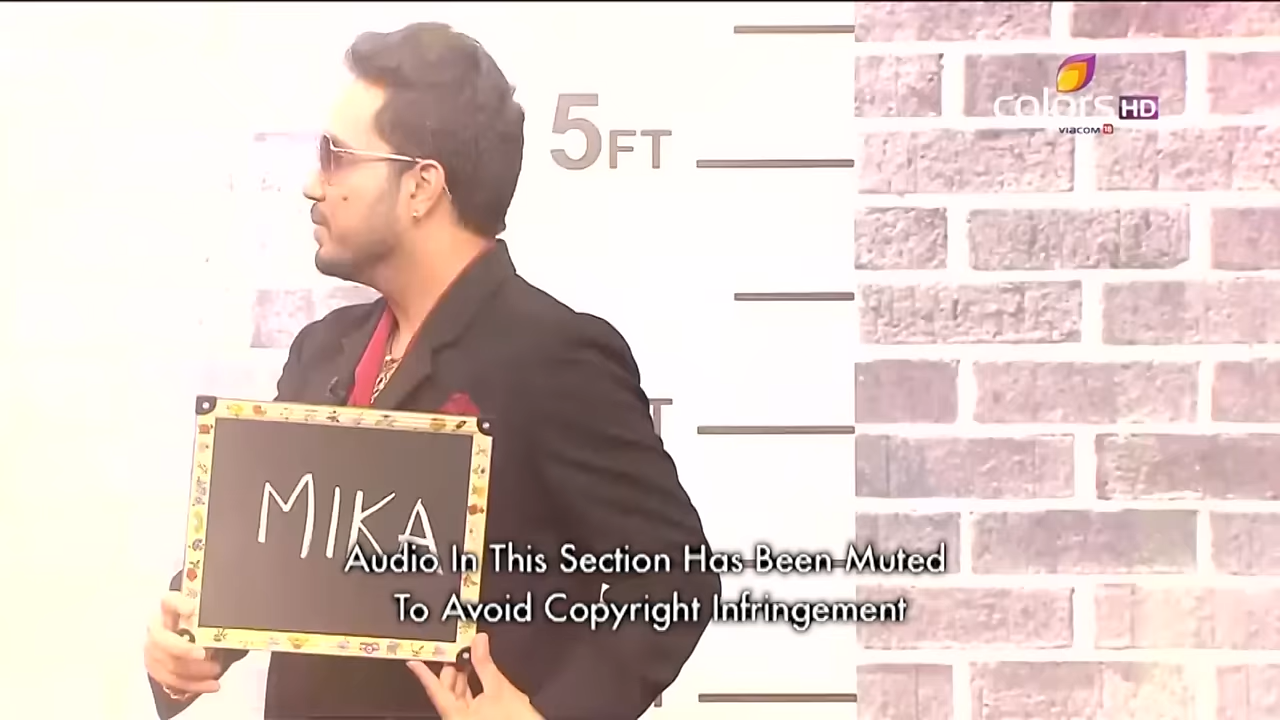 5FT
colors HD
VIACOM 18
T
MIKA
Audio In This Section Has Been Muted
To Avoid Copyright Infringement